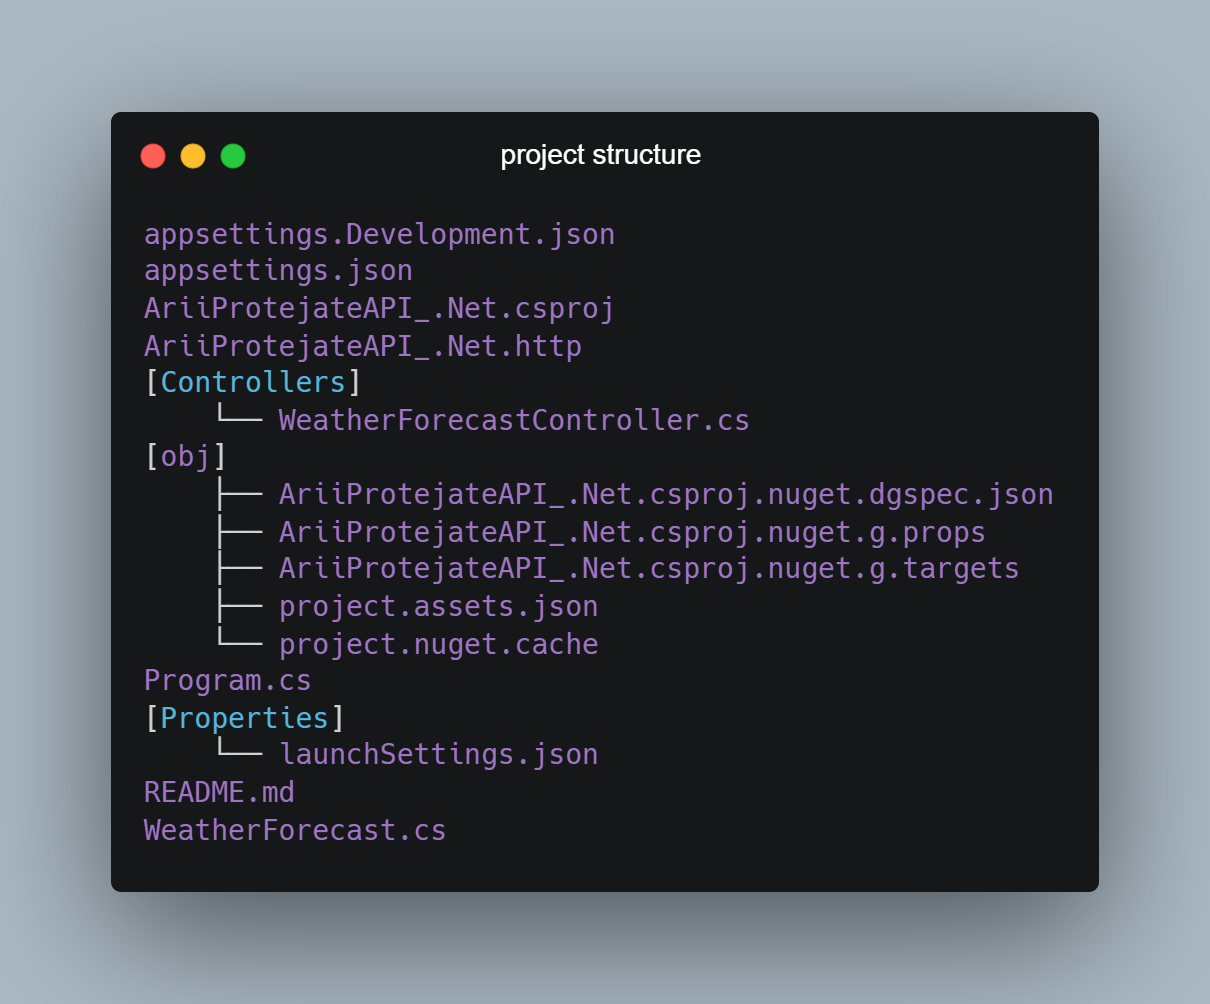 project structure
appsettings.Development.json
appsettings.json
AriiProtejateAPI_.Net.csproj
AriiProtejateAPI_.Net.http
[Controllers]
    └── WeatherForecastController.cs
[obj]
    ├── AriiProtejateAPI_.Net.csproj.nuget.dgspec.json
    ├── AriiProtejateAPI_.Net.csproj.nuget.g.props
    ├── AriiProtejateAPI_.Net.csproj.nuget.g.targets
    ├── project.assets.json
    └── project.nuget.cache
Program.cs
[Properties]
    └── launchSettings.json
README.md
WeatherForecast.cs